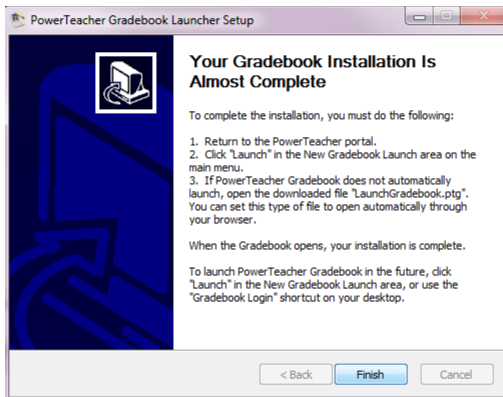 PowerTeacher Gradebook Launcher Setup
Your Gradebook Installation Is
Almost Complete
To complete the installation, you must do the following:
1. Return to the PowerTeacher portal.
2. Click "Launch" in the New Gradebook Launch area on the
main menu.
3. If PowerTeacher Gradebook does not automatically
launch, open the downloaded file "LaunchGradebook.ptg".
You can set this type of file to open automatically through
your browser.
When the Gradebook opens, your installation is complete.
To launch PowerTeacher Gradebook in the future, click
"Launch" in the New Gradebook Launch area, or use the
"Gradebook Login" shortcut on your desktop.
< Back Finish Cancel